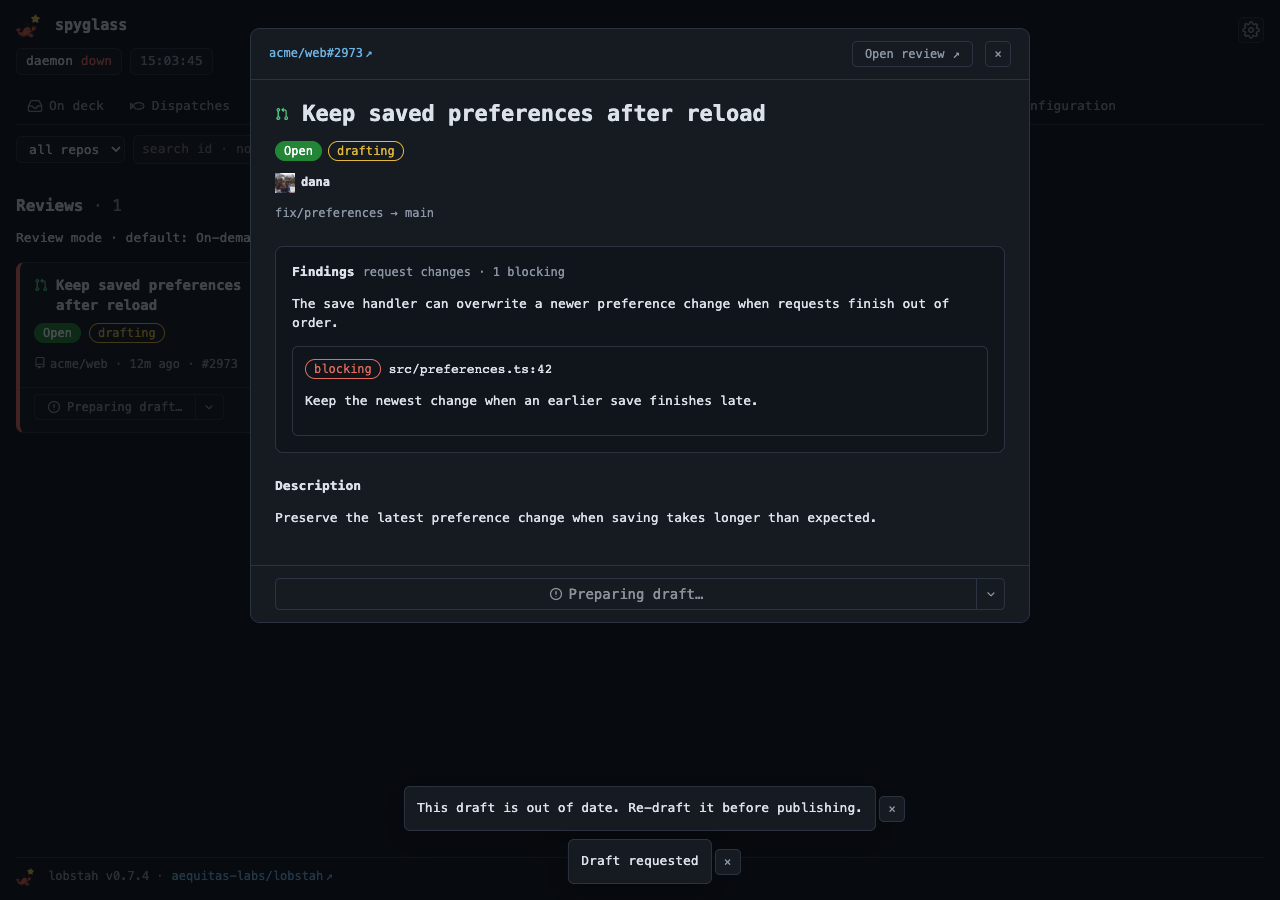 spyglass
daemon down
15:03:45
On deck
Dispatches
nfiguration
all repos
search id · no
Reviews · 1
Review mode · default: On-dema
Keep saved preferences
after reload
Open
drafting
acme/web · 12m ago · #2973
Preparing draft…
acme/web#2973↗
Open review ↗
×
Keep saved preferences after reload
Open
drafting
dana
fix/preferences → main
Findings request changes · 1 blocking
The save handler can overwrite a newer preference change when requests finish out of
order.
blocking src/preferences.ts:42
Keep the newest change when an earlier save finishes late.
Description
Preserve the latest preference change when saving takes longer than expected.
Preparing draft…
This draft is out of date. Re-draft it before publishing.
×
Draft requested
×
lobstah v0.7.4 · aequitas-labs/lobstah↗